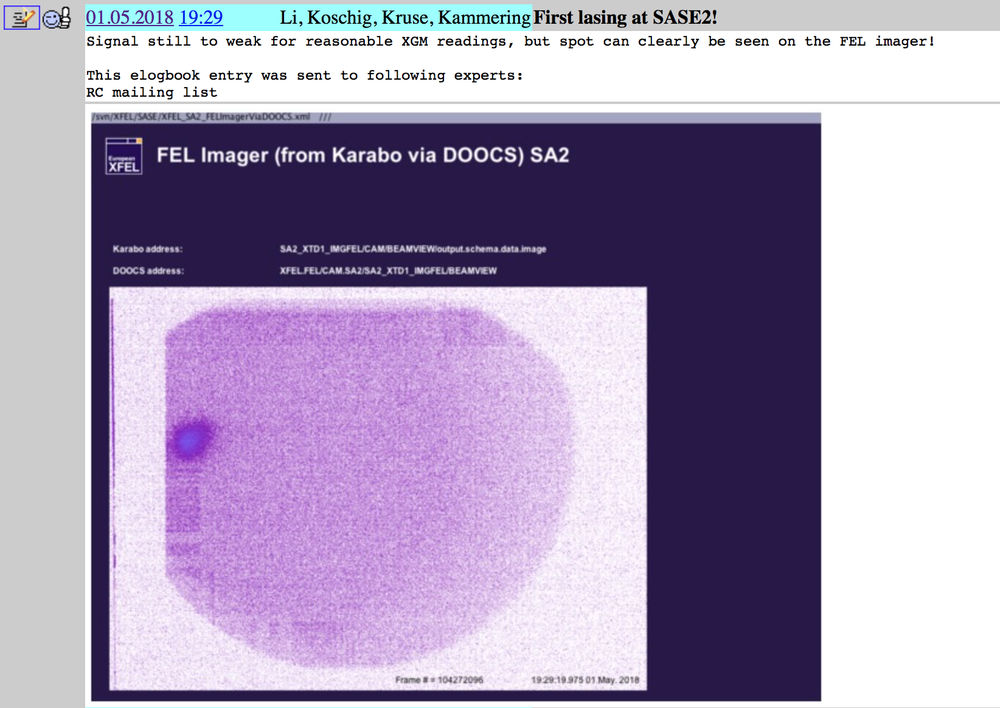 01.05.2018 19:29 Li, Koschig, Kruse, Kammering First lasing at SASE2!
Signal still to weak for reasonable XGM readings, but spot can clearly be seen on the FEL imager!
This elogbook entry was sent to following experts:
RC mailing list
/svn/XFEL/SASE/XFEL_SA2_FELImagerViaDOOCS.xml ///
European
XFEL
FEL Imager (from Karabo via DOOCS) SA2
Karabo address: SA2_XTD1_IMGFEL/CAM/BEAMVIEW/output.schema.data.image
DOOCS address: XFEL.FEL/CAM.SA2/SA2_XTD1_IMGFEL/BEAMVIEW
Frame # = 104272096 19:29:19.975 01 May. 2018